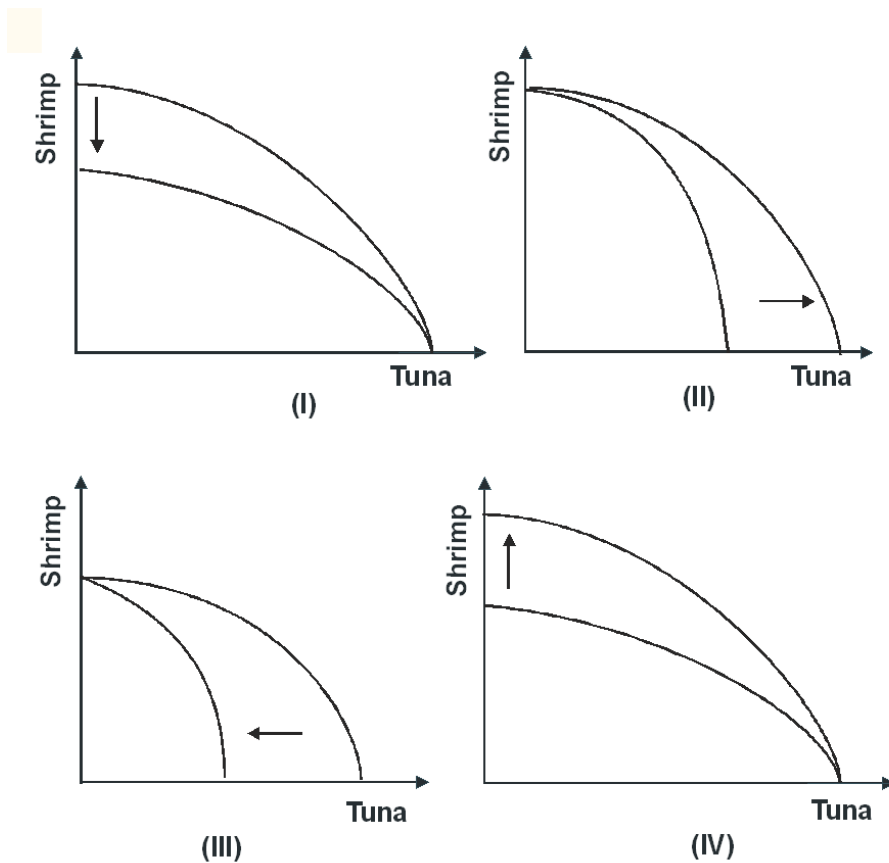 Shrimp
Tuna
(I)
Shrimp
Tuna
(II)
Shrimp
Tuna
(III)
Shrimp
Tuna
(IV)